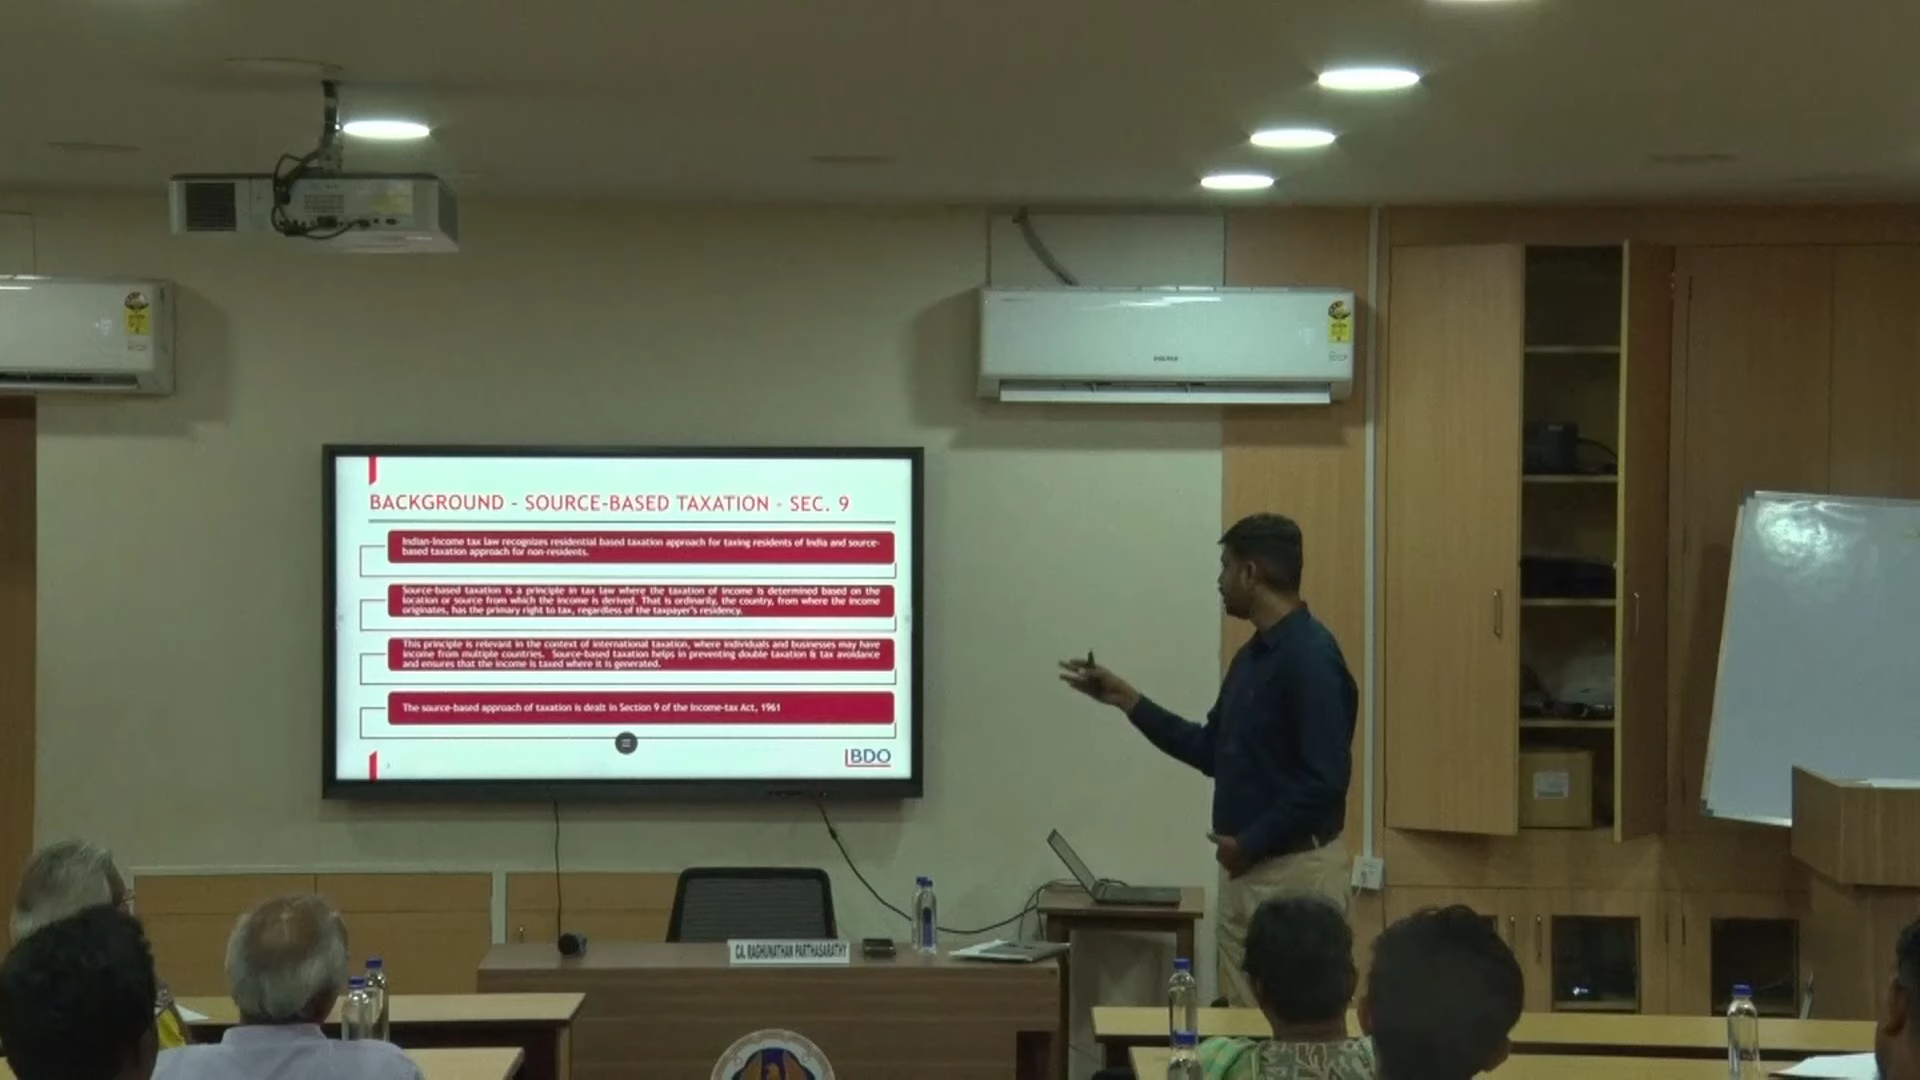 BACKGROUND - SOURCE-BASED TAXATION - SEC. 9
Indian-Income tax law recognizes residential based taxation approach for taxing residents of India and source-
based taxation approach for non-residents.
Source-based taxation is a principle in tax law where the taxation of income is determined based on the
location or source from which the income is derived. That is ordinarily, the country, from where the income
originates, has the primary right to tax, regardless of the taxpayer's residency.
This principle is relevant in the context of international taxation, where individuals and businesses may have
income from multiple countries. Source-based taxation helps in preventing double taxation & tax avoidance
and ensures that the income is taxed where it is generated.
The source-based approach of taxation is dealt in Section 9 of the Income-tax Act, 1961
BDO
CA. RAGHUNATHAN PARTHASARATHY